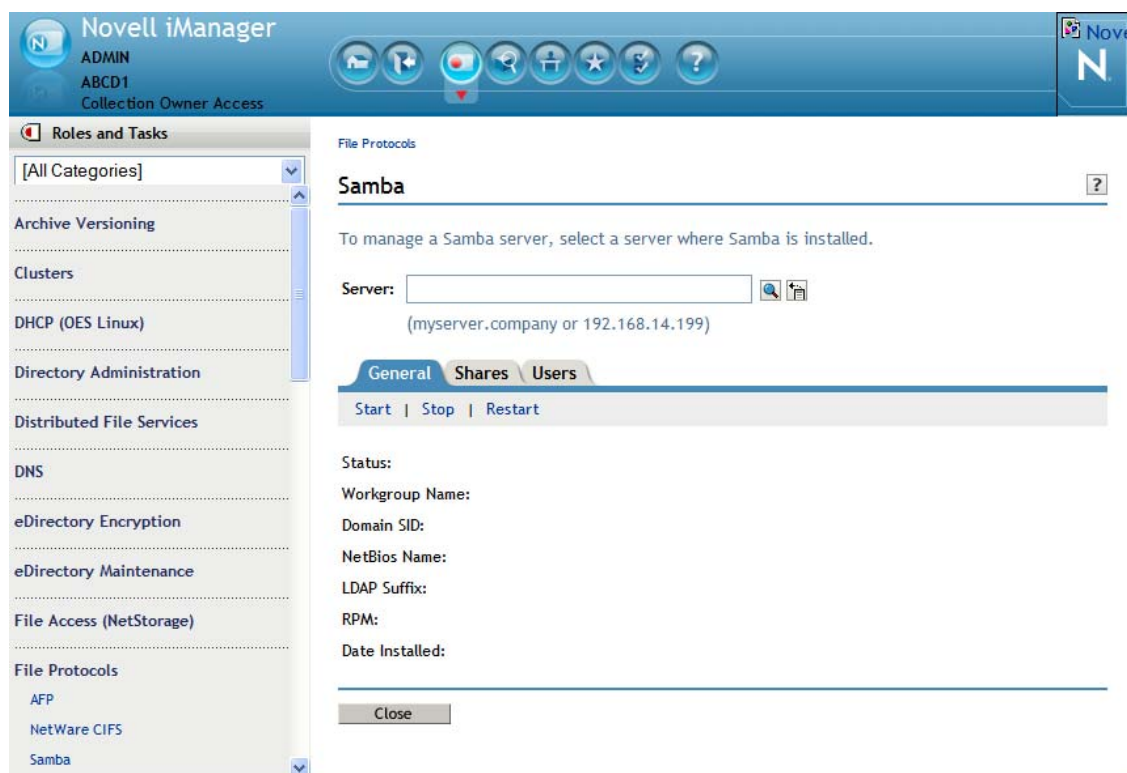 Novell iManager
ADMIN
ABCD1
Collection Owner Access
N
?
Nove
N
Roles and Tasks
[All Categories]
Archive Versioning
Clusters
DHCP (OES Linux)
Directory Administration
Distributed File Services
DNS
eDirectory Encryption
eDirectory Maintenance
File Access (NetStorage)
File Protocols
AFP
NetWare CIFS
Samba
File Protocols
Samba
?
To manage a Samba server, select a server where Samba is installed.
Server:
(myserver.company or 192.168.14.199)
General Shares Users
Start | Stop | Restart
Status:
Workgroup Name:
Domain SID:
NetBios Name:
LDAP Suffix:
RPM:
Date Installed:
Close